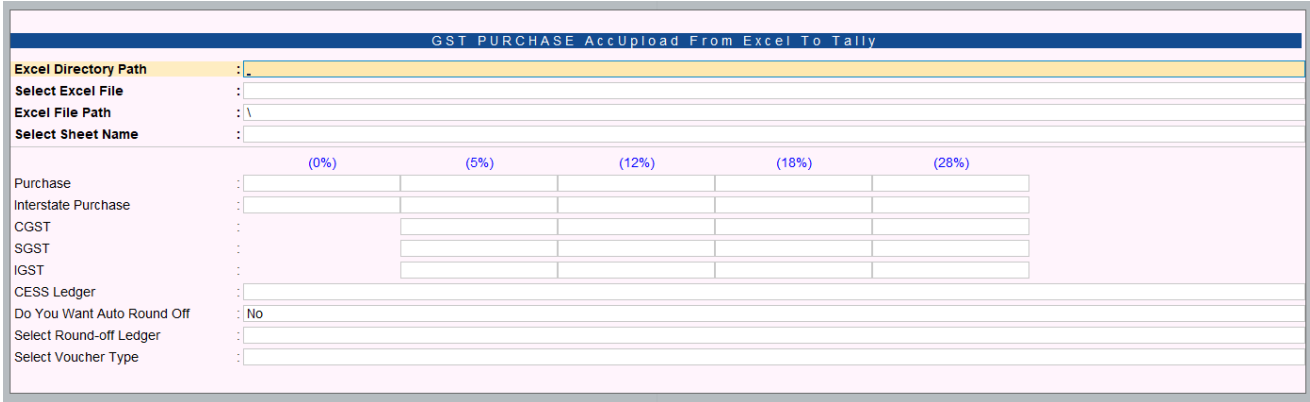 GST PURCHASE AccUpload From Excel To Tally
Excel Directory Path :
Select Excel File :
Excel File Path : \
Select Sheet Name :
(0%) (5%) (12%) (18%) (28%)
Purchase :
Interstate Purchase :
CGST :
SGST :
IGST :
CESS Ledger :
Do You Want Auto Round Off : No
Select Round-off Ledger :
Select Voucher Type :